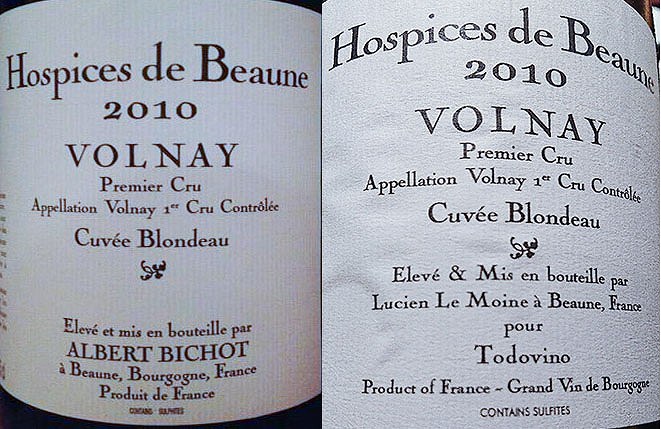 Hospices de Beaune
2010
VOLNAY
Premier Cru
Appellation Volnay 1er Cru Contrôlée
Cuvée Blondeau
Elevé et mis en bouteille par
ALBERT BICHOT
à Beaune, Bourgogne, France
Produit de France
CONTAINS SULPHITES
Hospices de Beaune
2010
VOLNAY
Premier Cru
Appellation Volnay 1er Cru Contrôlée
Cuvée Blondeau
Elevé & Mis en bouteille par
Lucien Le Moine à Beaune, France
pour
Todovino
Product of France - Grand Vin de Bourgogne
CONTAINS SULFITES